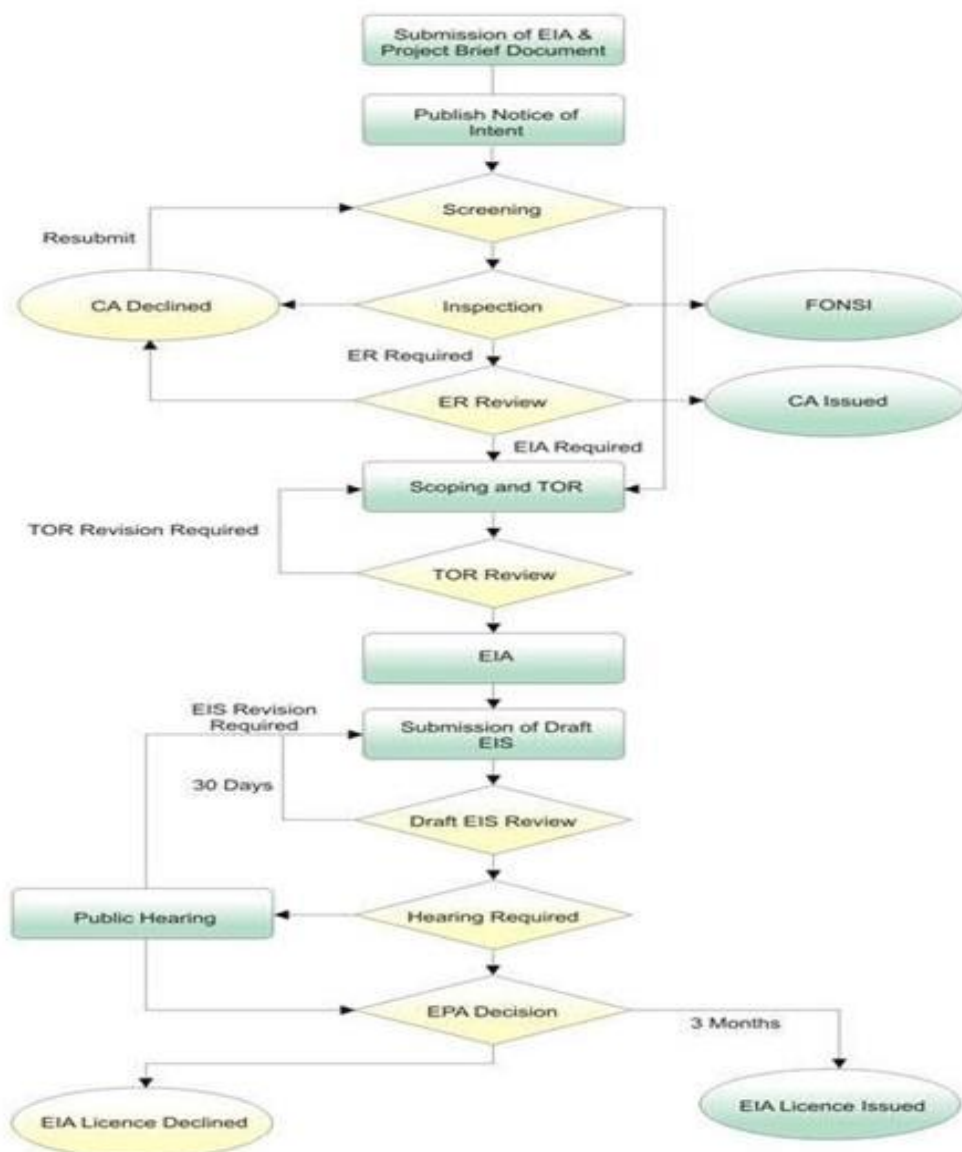 Submission of EIA &
Project Brief Document
Publish Notice of
Intent
Screening
Resubmit
CA Declined
Inspection
FONSI
ER Required
ER Review
CA Issued
EIA Required
Scoping and TOR
TOR Revision Required
TOR Review
EIA
EIS Revision
Required
Submission of Draft
EIS
30 Days
Draft EIS Review
Public Hearing
Hearing Required
EPA Decision
3 Months
EIA Licence Declined
EIA Licence Issued